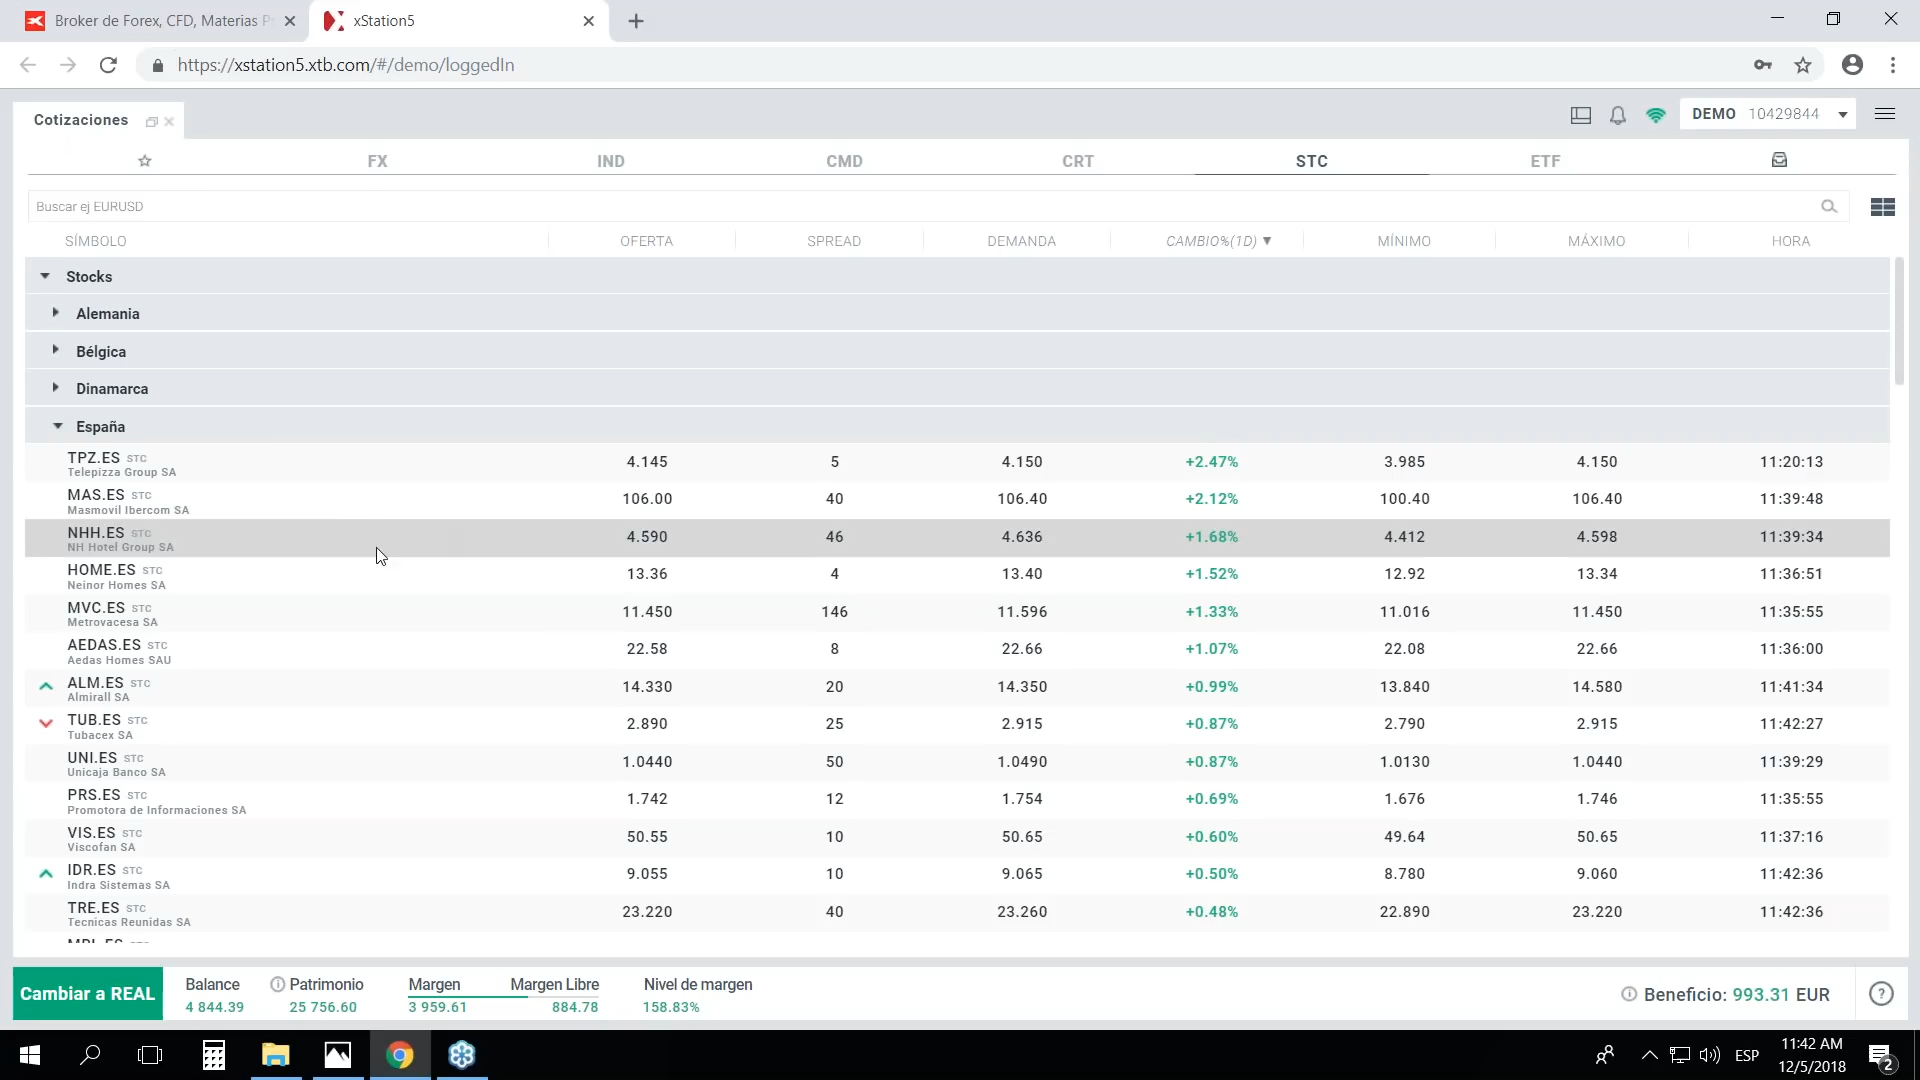 Broker de Forex, CFD, Materias P
xStation5
https://xstation5.xtb.com/#/demo/loggedIn
Cotizaciones
DEMO 10429844
FX IND CMD CRT STC ETF
Buscar ej EURUSD
SÍMBOLO OFERTA SPREAD DEMANDA CAMBIO%(1D) ▼ MÍNIMO MÁXIMO HORA
Stocks
Alemania
Bélgica
Dinamarca
España
TPZ.ES STC 4.145 5 4.150 +2.47% 3.985 4.150 11:20:13
Telepizza Group SA
MAS.ES STC 106.00 40 106.40 +2.12% 100.40 106.40 11:39:48
Masmovil Ibercom SA
NHH.ES STC 4.590 46 4.636 +1.68% 4.412 4.598 11:39:34
NH Hotel Group SA
HOME.ES STC 13.36 4 13.40 +1.52% 12.92 13.34 11:36:51
Neinor Homes SA
MVC.ES STC 11.450 146 11.596 +1.33% 11.016 11.450 11:35:55
Metrovacesa SA
AEDAS.ES STC 22.58 8 22.66 +1.07% 22.08 22.66 11:36:00
Aedas Homes SAU
ALM.ES STC 14.330 20 14.350 +0.99% 13.840 14.580 11:41:34
Almirall SA
TUB.ES STC 2.890 25 2.915 +0.87% 2.790 2.915 11:42:27
Tubacex SA
UNI.ES STC 1.0440 50 1.0490 +0.87% 1.0130 1.0440 11:39:29
Unicaja Banco SA
PRS.ES STC 1.742 12 1.754 +0.69% 1.676 1.746 11:35:55
Promotora de Informaciones SA
VIS.ES STC 50.55 10 50.65 +0.60% 49.64 50.65 11:37:16
Viscofan SA
IDR.ES STC 9.055 10 9.065 +0.50% 8.780 9.060 11:42:36
Indra Sistemas SA
TRE.ES STC 23.220 40 23.260 +0.48% 22.890 23.220 11:42:36
Tecnicas Reunidas SA
Cambiar a REAL
Balance Patrimonio Margen Margen Libre Nivel de margen
4 844.39 25 756.60 3 959.61 884.78 158.83%
Beneficio: 993.31 EUR
ESP
11:42 AM
12/5/2018
2